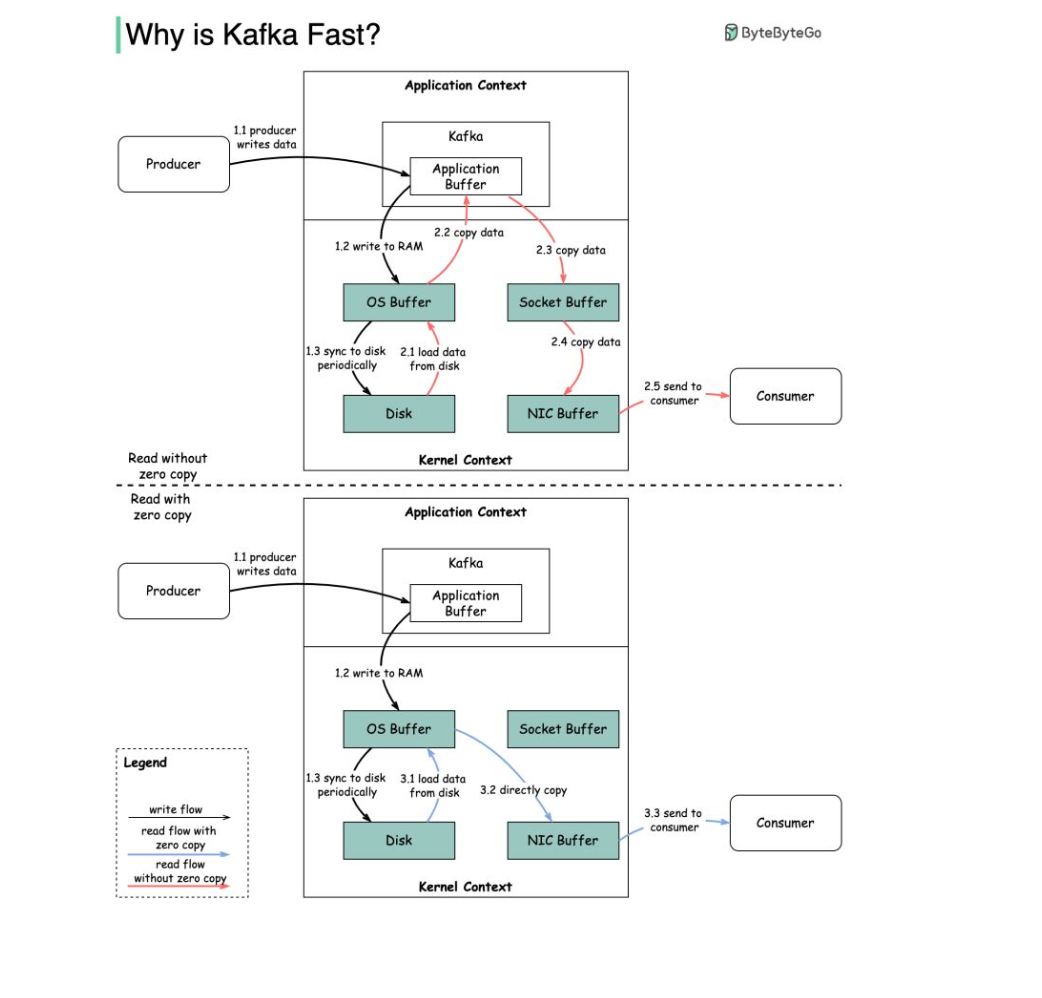 Why is Kafka Fast?
ByteByteGo
Application Context
Kafka
Application
Buffer
Producer
1.1 producer
writes data
1.2 write to RAM
2.2 copy data
2.3 copy data
OS Buffer
Socket Buffer
1.3 sync to disk
periodically
2.1 load data
from disk
2.4 copy data
Disk
NIC Buffer
2.5 send to
consumer
Consumer
Kernel Context
Read without
zero copy
Read with
zero copy
Application Context
Kafka
Application
Buffer
Producer
1.1 producer
writes data
1.2 write to RAM
OS Buffer
Socket Buffer
1.3 sync to disk
periodically
3.1 load data
from disk
3.2 directly copy
Disk
NIC Buffer
3.3 send to
consumer
Consumer
Kernel Context
Legend
write flow
read flow with
zero copy
read flow
without zero copy